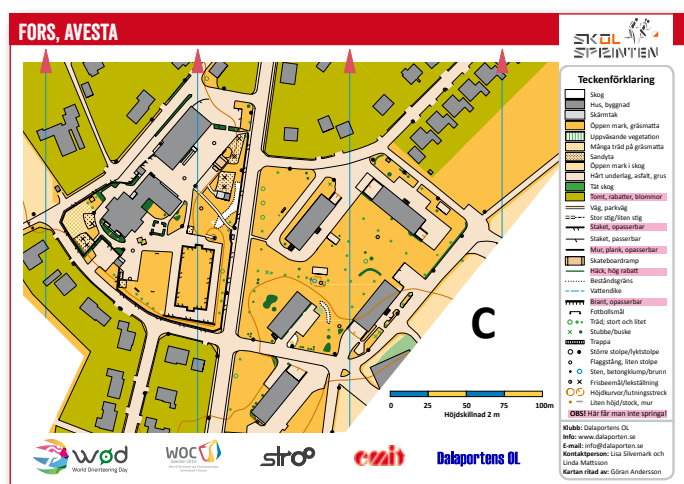 FORS, AVESTA
SKOL
SPRINTEN
Teckenförklaring
Skog
Hus, byggnad
Skärmtak
Öppen mark, gräsmatta
Uppväxande vegetation
Många träd på gräsmatta
Sandyta
Öppen mark i skog
Hårt underlag, asfalt, grus
Tät skog
Tomt, rabatter, blommor
Väg, parkväg
Stor stig/liten stig
Staket, opasserbar
Staket, passerbar
Mur, plank, opasserbar
Skateboardramp
Häck, hög rabatt
Beståndsgräns
Vattendike
Brant, opasserbar
Fotbollsmål
Träd; stort och litet
Stubbe/buske
Trappa
Större stolpe/lyktstolpe
Flaggstång, liten stolpe
Sten, betongklump/brunn
Frisbeemål/lekställning
Höjdkurvor/lutningsstreck
Liten höjd/stock, mur
OBS! Här får man inte springa!
Klubb: Dalaportens OL
Info: www.dalaporten.se
E-mail: info@dalaporten.se
Kontaktperson: Lisa Silvemark och
Linda Mattsson
Kartan ritad av: Göran Andersson
C
0 25 50 75 100m
Höjdskillnad 2 m
wod
World Orienteering Day
WOC
World Orienteering Championships
stroo
emit
Dalaportens OL